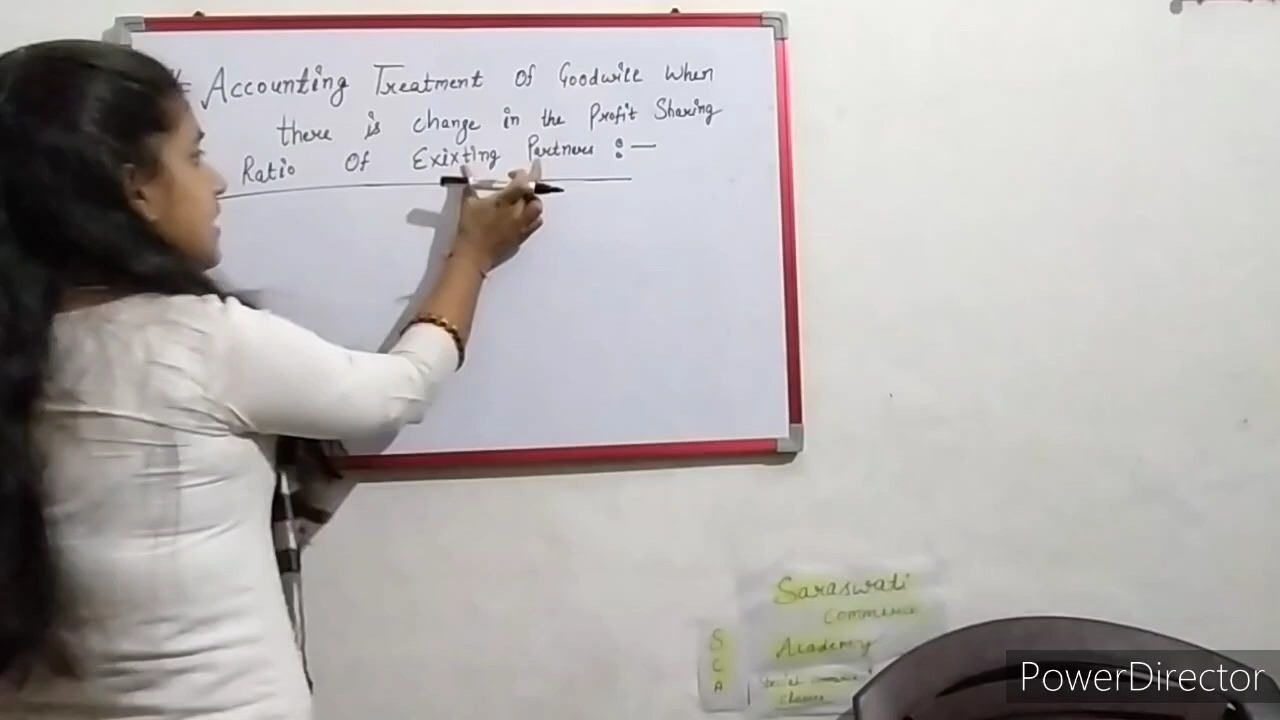 # Accounting Treatment Of Goodwill When
there is change in the Profit Sharing
Ratio Of Exixting Partners :—
Saraswati
Commerce
Academy
S
C
A
classes
PowerDirector